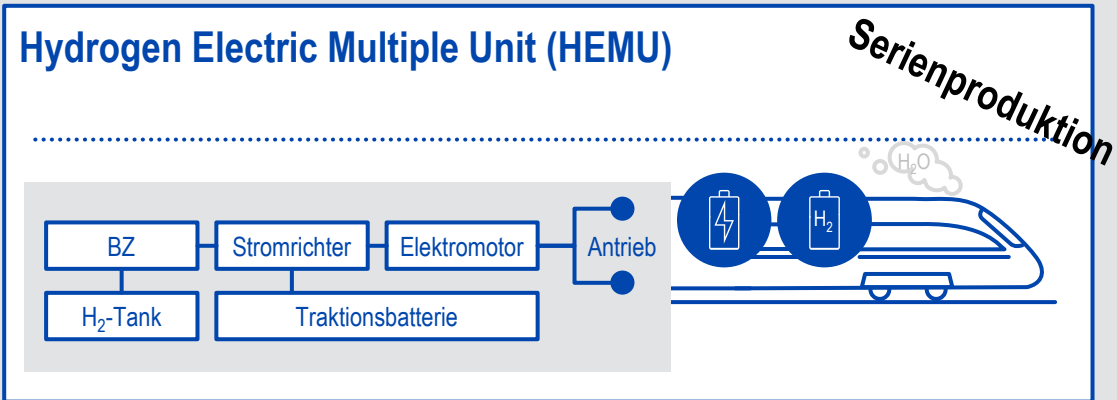 Hydrogen Electric Multiple Unit (HEMU)
Serienproduktion
H₂O
H₂
BZ
Stromrichter
Elektromotor
Antrieb
H₂-Tank
Traktionsbatterie